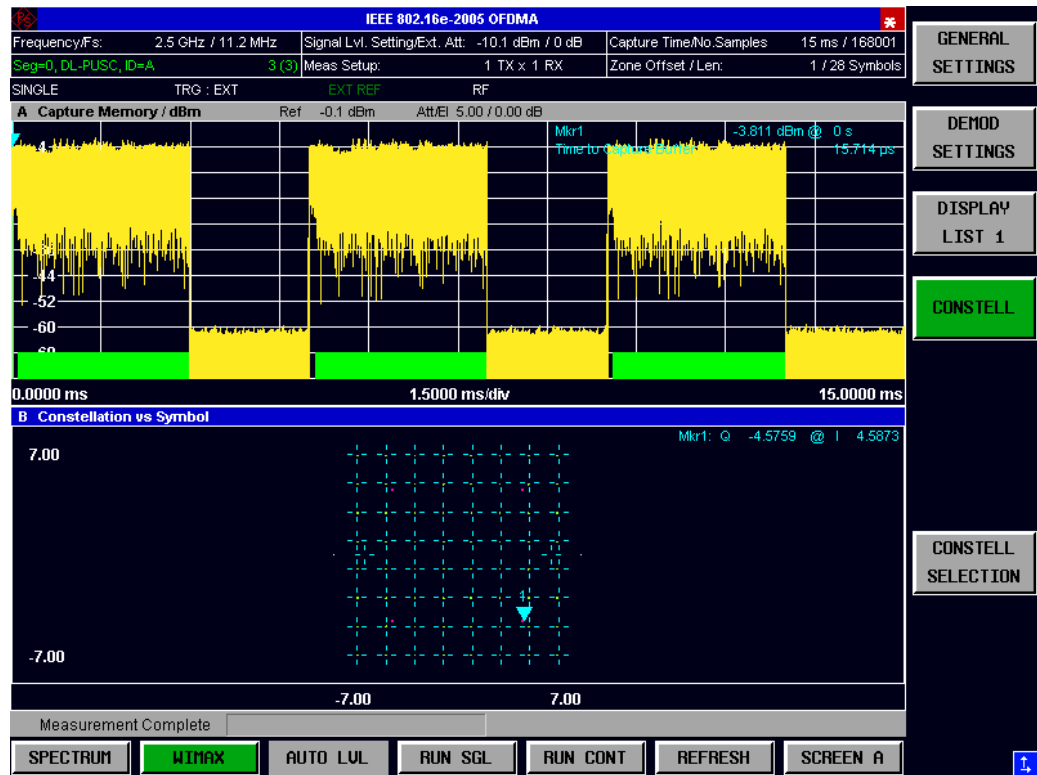 IEEE 802.16e-2005 OFDMA
Frequency/Fs: 2.5 GHz / 11.2 MHz Signal Lvl. Setting/Ext. Att: -10.1 dBm / 0 dB Capture Time/No.Samples 15 ms / 168001
Seg=0, DL-PUSC, ID=A 3 (3) Meas Setup: 1 TX x 1 RX Zone Offset / Len: 1 / 28 Symbols
SINGLE TRG : EXT EXT REF RF
A Capture Memory / dBm Ref -0.1 dBm Att/El 5.00 / 0.00 dB
Mkr1 -3.811 dBm @ 0 s
Time to Capture Buffer 15.714 µs
-4
-44
-52
-60
0.0000 ms 1.5000 ms/div 15.0000 ms
B Constellation vs Symbol
Mkr1: Q -4.5759 @ I 4.5873
7.00
1
-7.00
-7.00 7.00
Measurement Complete
SPECTRUM WIMAX AUTO LVL RUN SGL RUN CONT REFRESH SCREEN A
GENERAL
SETTINGS
DEMOD
SETTINGS
DISPLAY
LIST 1
CONSTELL
CONSTELL
SELECTION